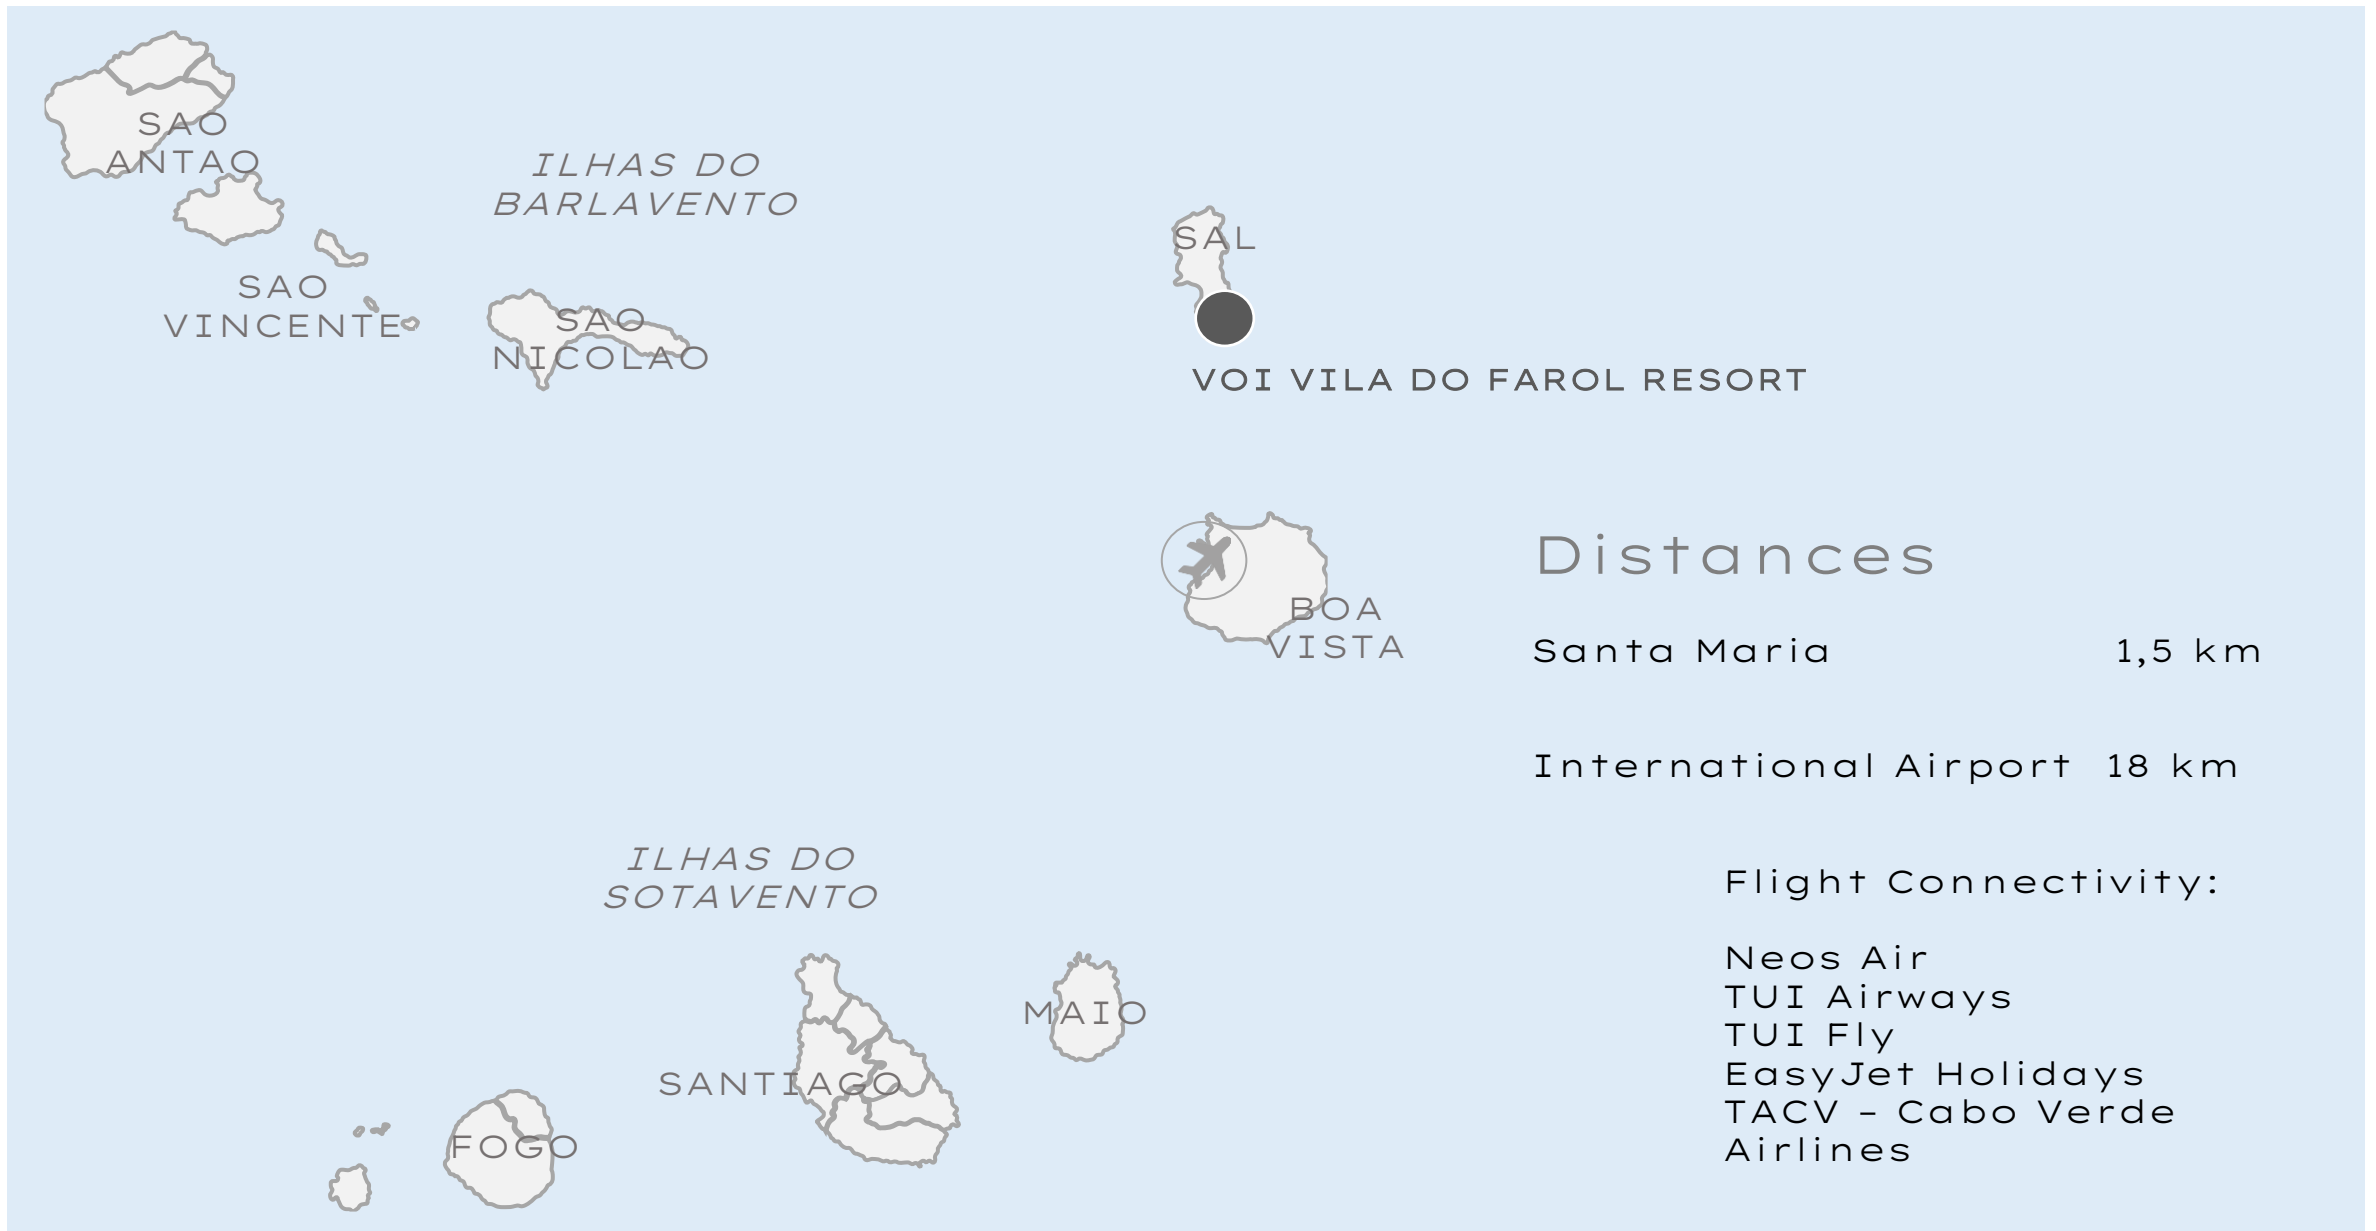 SAO
ANTAO
ILHAS DO
BARLAVENTO
SAL
SAO
VINCENTE
SAO
NICOLAO
VOI VILA DO FAROL RESORT
BOA
VISTA
Distances
Santa Maria 1,5 km
International Airport 18 km
ILHAS DO
SOTAVENTO
MAIO
SANTIAGO
FOGO
Flight Connectivity:
Neos Air
TUI Airways
TUI Fly
EasyJet Holidays
TACV – Cabo Verde
Airlines